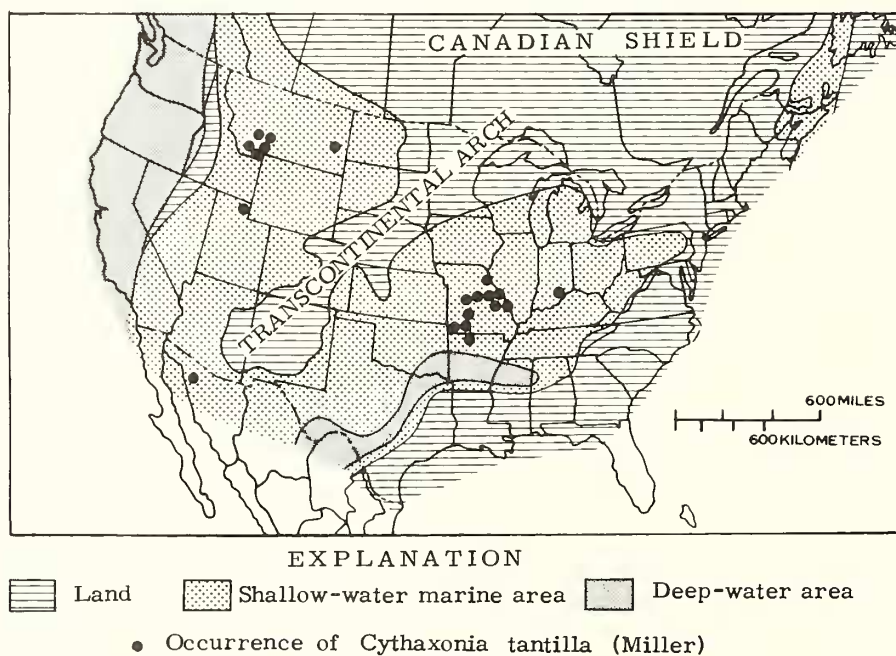 CANADIAN SHIELD
TRANSCONTINENTAL ARCH
600 MILES
600 KILOMETERS
EXPLANATION
Land Shallow-water marine area Deep-water area
Occurrence of Cythaxonia tantilla (Miller)